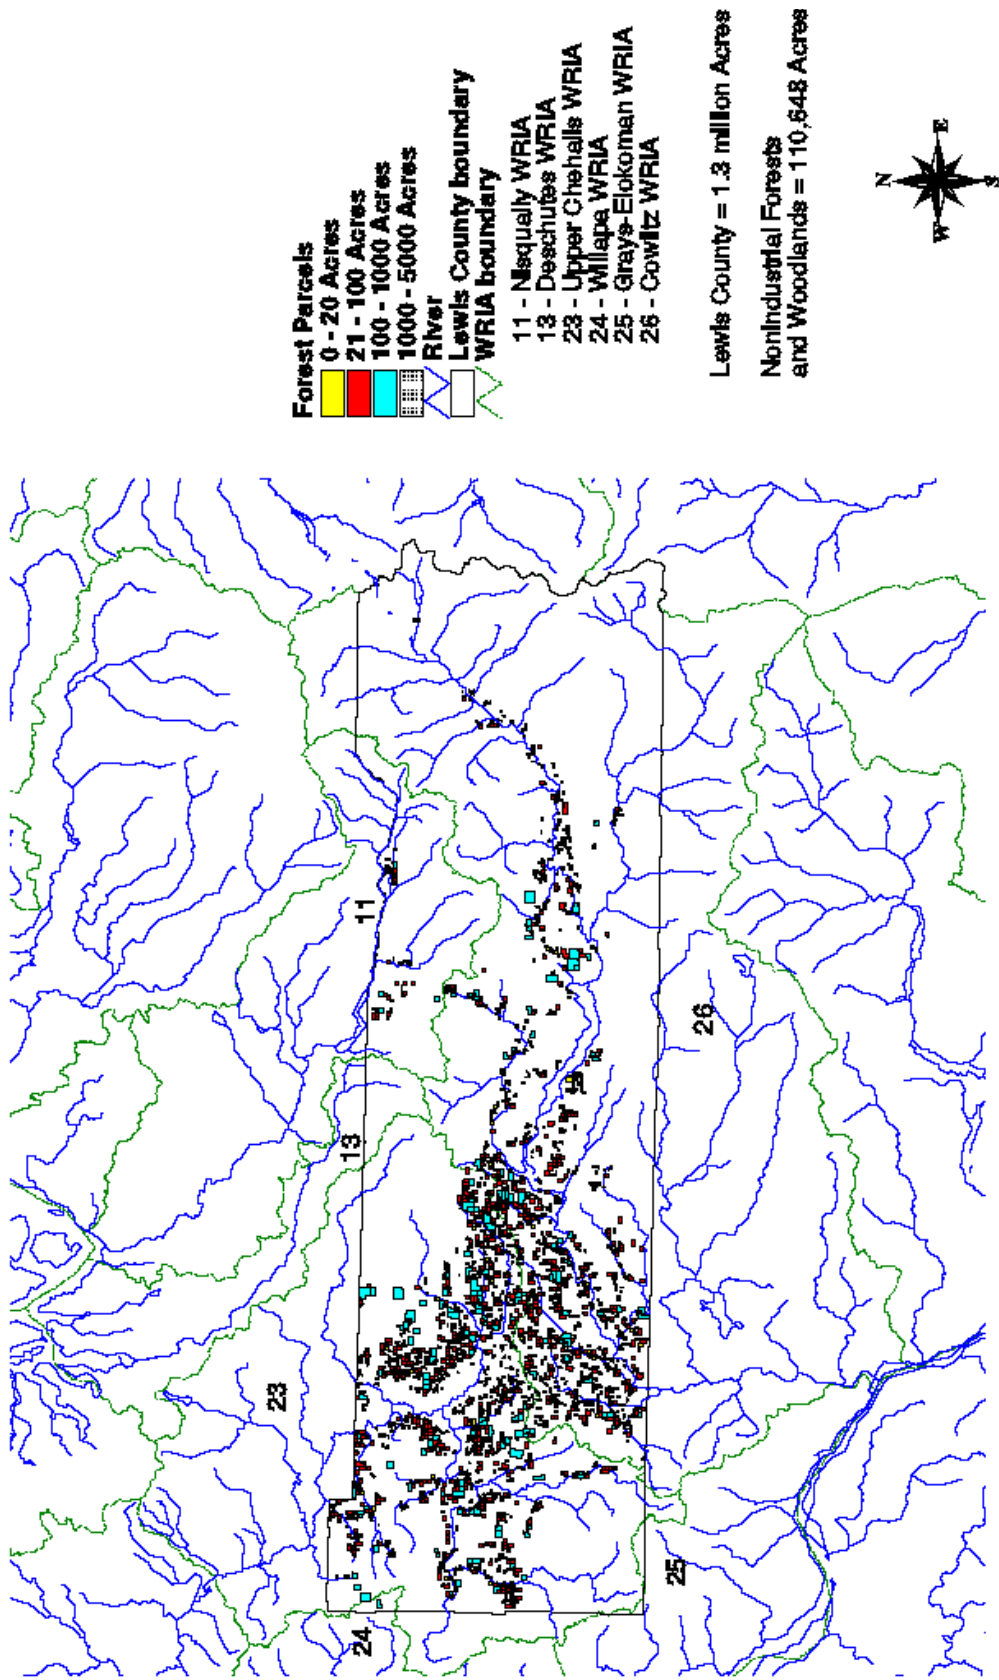 Forest Parcels
0 - 20 Acres
21 - 100 Acres
100 - 1000 Acres
1000 - 5000 Acres
River
Lewis County boundary
WRIA boundary
11 - Nisqually WRIA
13 - Deschutes WRIA
23 - Upper Chehalis WRIA
24 - Willapa WRIA
25 - Grays-Elokoman WRIA
26 - Cowlitz WRIA
Lewis County = 1.3 million Acres
Nonindustrial Forests
and Woodlands = 110,648 Acres
N
W
E
S
11
13
23
24
25
26